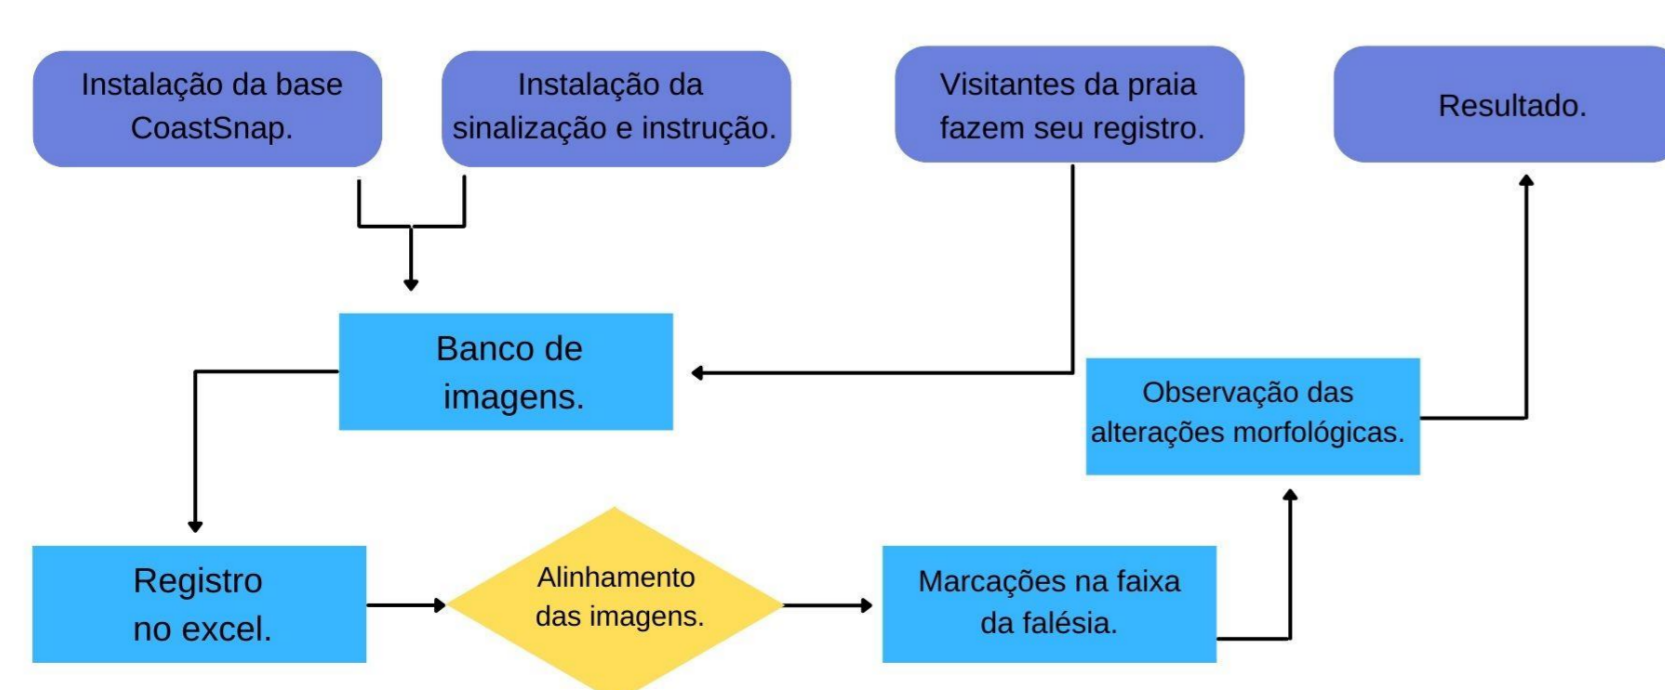 Instalação da base
CoastSnap.
Instalação da
sinalização e instrução.
Visitantes da praia
fazem seu registro.
Resultado.
Banco de
imagens.
Observação das
alterações morfológicas.
Registro
no excel.
Alinhamento
das imagens.
Marcações na faixa
da falésia.